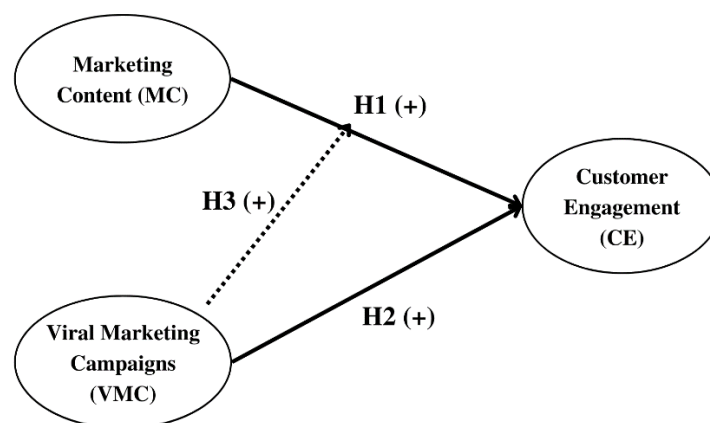 Marketing
Content (MC)
H1 (+)
Customer
Engagement
(CE)
H3 (+)
H2 (+)
Viral Marketing
Campaigns
(VMC)